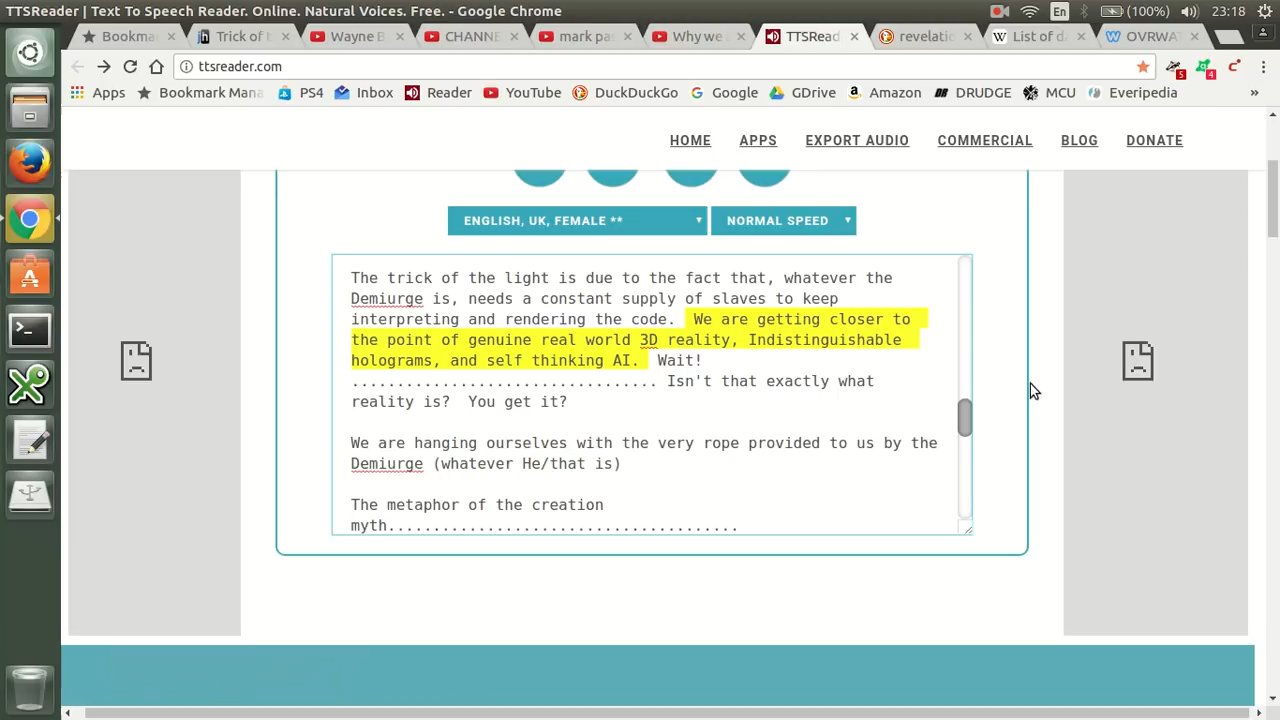 TTSReader | Text To Speech Reader. Online. Natural Voices. Free. - Google Chrome
En
(100%)
23:18
Bookmar
Trick of t
Wayne B
CHANNE
mark pas
Why we
TTSRead
revelatio
List of da
OVRWAT
ttsreader.com
5
4
Apps
Bookmark Mana
PS4
Inbox
Reader
YouTube
DuckDuckGo
Google
GDrive
Amazon
DRUDGE
MCU
Everipedia
»
HOME
APPS
EXPORT AUDIO
COMMERCIAL
BLOG
DONATE
ENGLISH, UK, FEMALE **
NORMAL SPEED
The trick of the light is due to the fact that, whatever the
Demiurge is, needs a constant supply of slaves to keep
interpreting and rendering the code.  We are getting closer to
the point of genuine real world 3D reality, Indistinguishable
holograms, and self thinking AI.  Wait!
.................................. Isn't that exactly what
reality is?  You get it?
We are hanging ourselves with the very rope provided to us by the
Demiurge (whatever He/that is)
The metaphor of the creation
myth.......................................